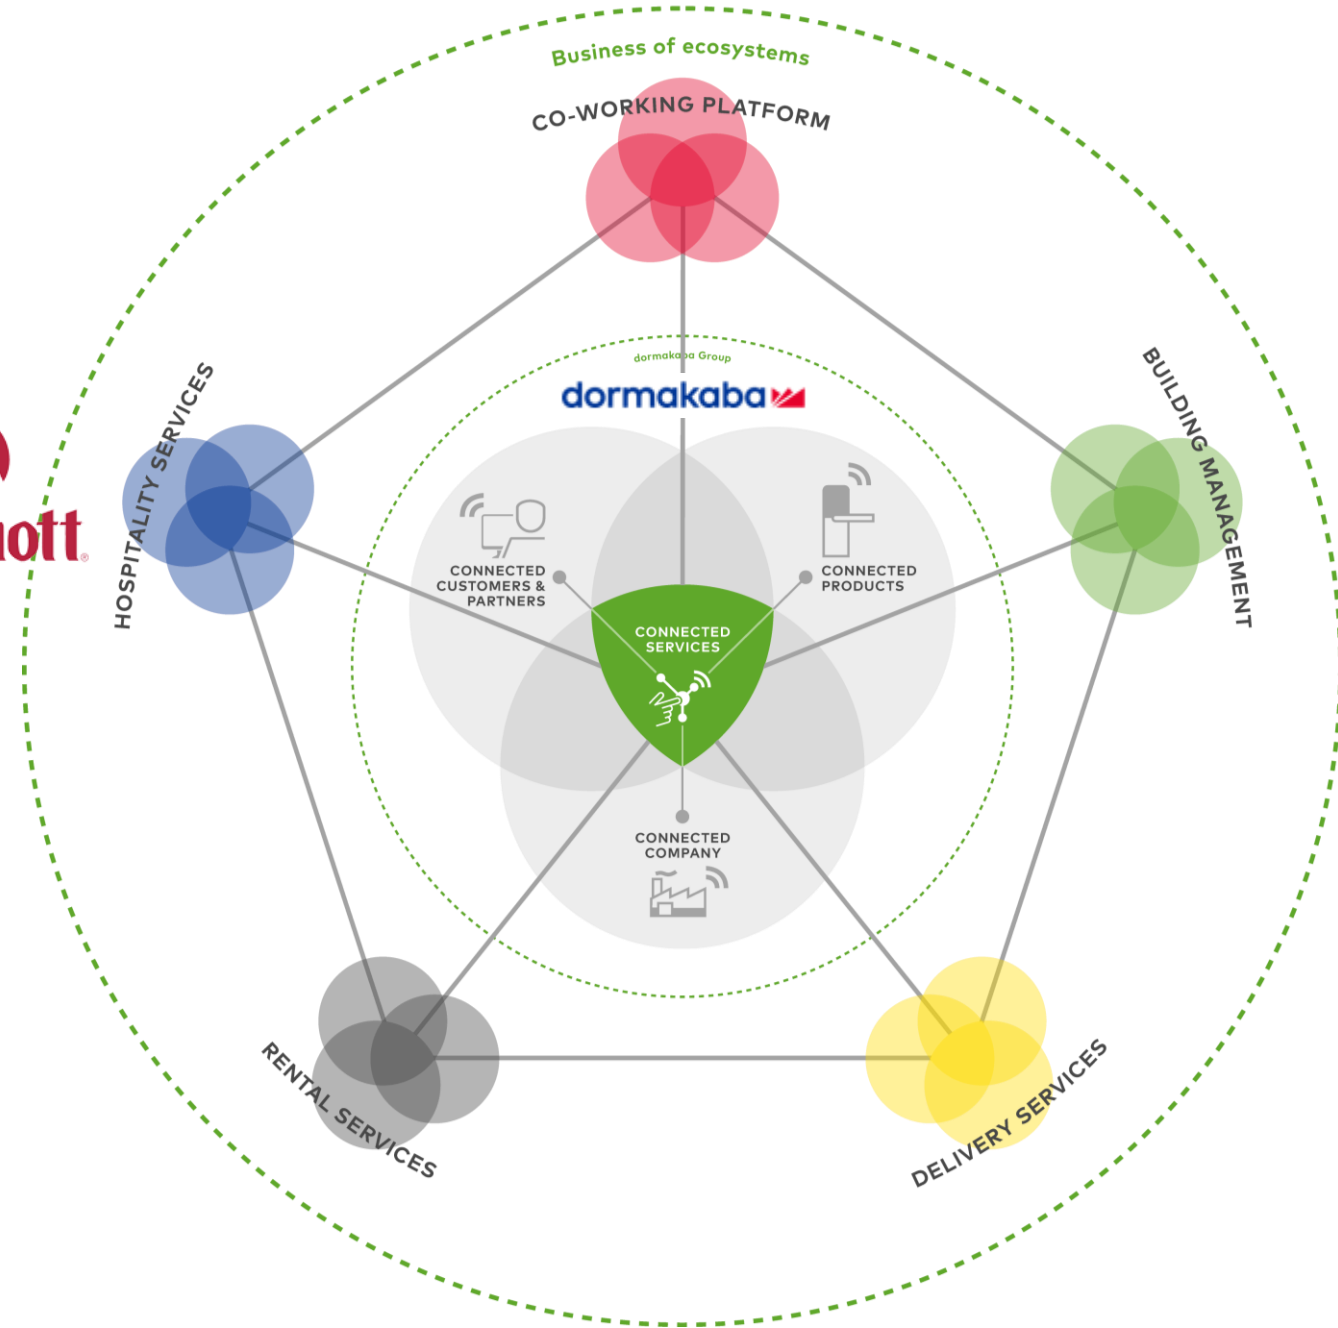 Business of ecosystems
CO-WORKING PLATFORM
dormakaba Group
dormakaba
HOSPITALITY SERVICES
BUILDING MANAGEMENT
CONNECTED
CUSTOMERS &
PARTNERS
CONNECTED
PRODUCTS
CONNECTED
SERVICES
CONNECTED
COMPANY
RENTAL SERVICES
DELIVERY SERVICES